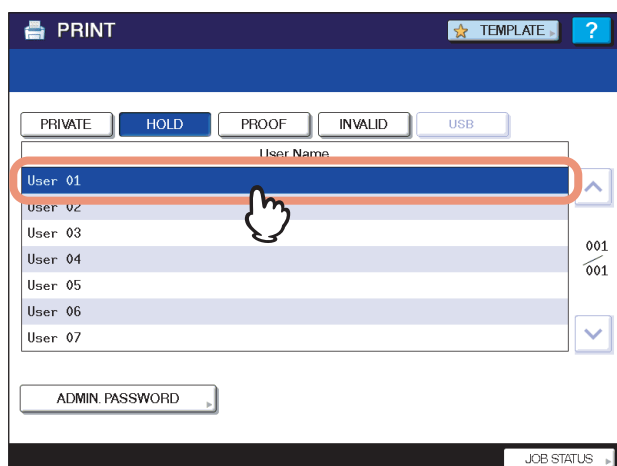 PRINT
TEMPLATE
?
PRIVATE HOLD PROOF INVALID USB
User Name
User 01
User 02
User 03
User 04
User 05
User 06
User 07
001
001
ADMIN. PASSWORD
JOB STATUS